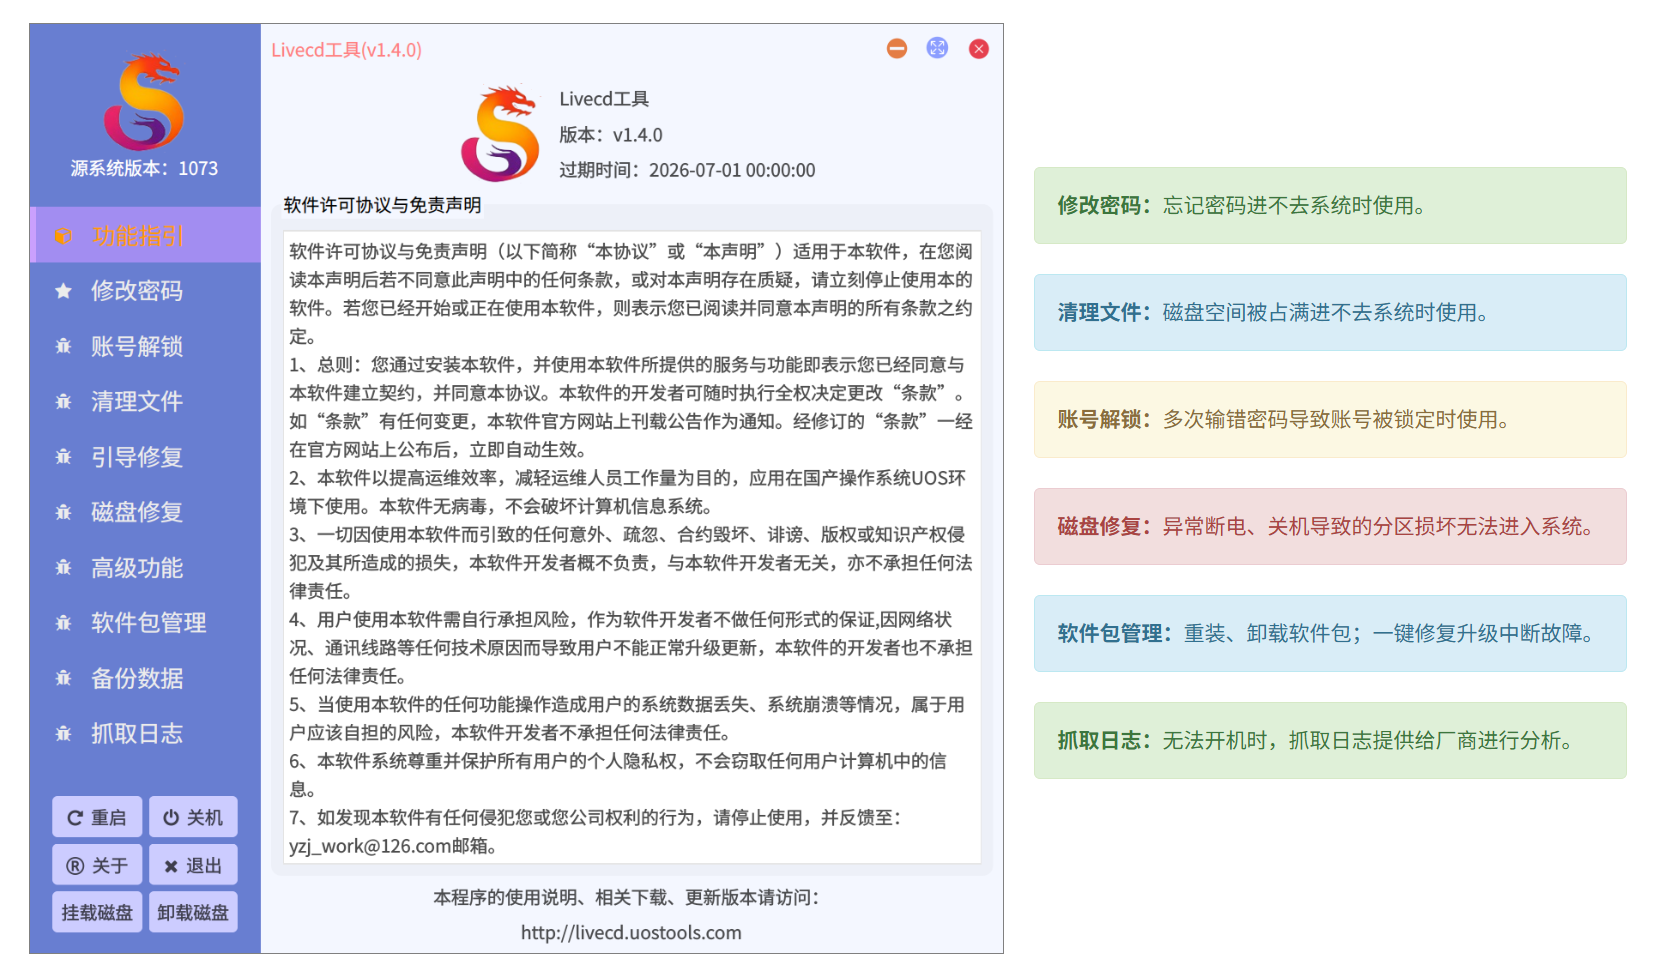 源系统版本：1073
功能指引
修改密码
账号解锁
清理文件
引导修复
磁盘修复
高级功能
软件包管理
备份数据
抓取日志
重启
关机
® 关于
退出
挂载磁盘
卸载磁盘
Livecd工具(v1.4.0)
Livecd工具
版本：v1.4.0
过期时间：2026-07-01 00:00:00
软件许可协议与免责声明
软件许可协议与免责声明（以下简称“本协议”或“本声明”）适用于本软件，在您阅
读本声明后若不同意此声明中的任何条款，或对本声明存在质疑，请立刻停止使用本的
软件。若您已经开始或正在使用本软件，则表示您已阅读并同意本声明的所有条款之约
定。
1、总则：您通过安装本软件，并使用本软件所提供的服务与功能即表示您已经同意与
本软件建立契约，并同意本协议。本软件的开发者可随时执行全权决定更改“条款”。
如“条款”有任何变更，本软件官方网站上刊载公告作为通知。经修订的“条款”一经
在官方网站上公布后，立即自动生效。
2、本软件以提高运维效率，减轻运维人员工作量为目的，应用在国产操作系统UOS环
境下使用。本软件无病毒，不会破坏计算机信息系统。
3、一切因使用本软件而引致的任何意外、疏忽、合约毁坏、诽谤、版权或知识产权侵
犯及其所造成的损失，本软件开发者概不负责，与本软件开发者无关，亦不承担任何法
律责任。
4、用户使用本软件需自行承担风险，作为软件开发者不做任何形式的保证,因网络状
况、通讯线路等任何技术原因而导致用户不能正常升级更新，本软件的开发者也不承担
任何法律责任。
5、当使用本软件的任何功能操作造成用户的系统数据丢失、系统崩溃等情况，属于用
户应该自担的风险，本软件开发者不承担任何法律责任。
6、本软件系统尊重并保护所有用户的个人隐私权，不会窃取任何用户计算机中的信
息。
7、如发现本软件有任何侵犯您或您公司权利的行为，请停止使用，并反馈至：
yzj_work@126.com邮箱。
本程序的使用说明、相关下载、更新版本请访问：
http://livecd.uostools.com
修改密码：忘记密码进不去系统时使用。
清理文件：磁盘空间被占满进不去系统时使用。
账号解锁：多次输错密码导致账号被锁定时使用。
磁盘修复：异常断电、关机导致的分区损坏无法进入系统。
软件包管理：重装、卸载软件包；一键修复升级中断故障。
抓取日志：无法开机时，抓取日志提供给厂商进行分析。